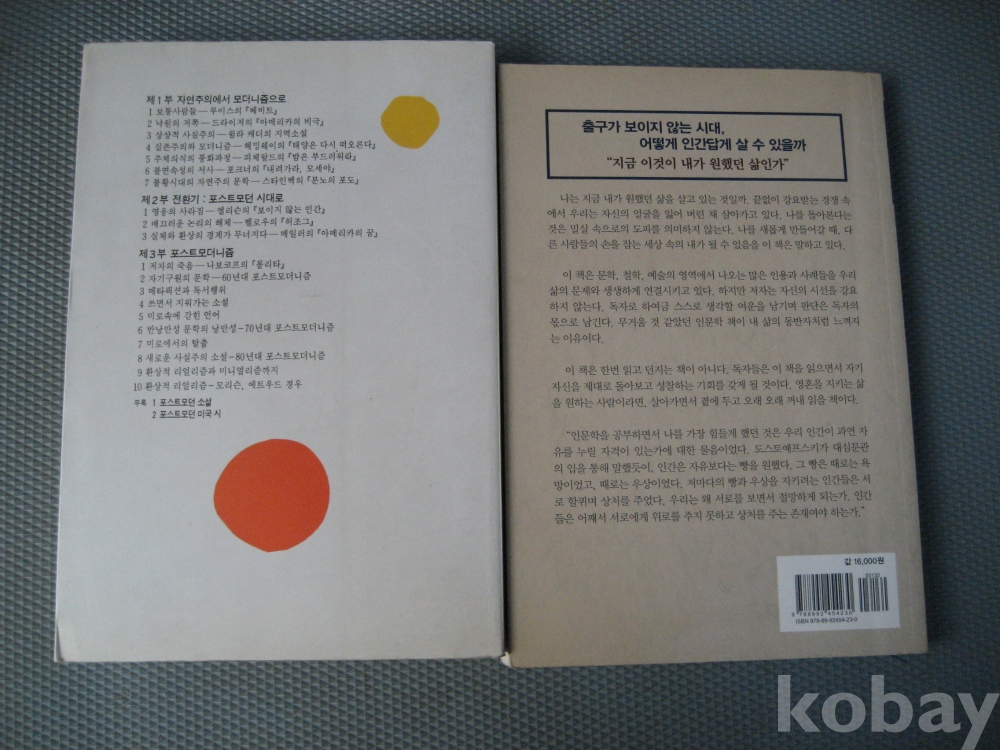 제1부 자연주의에서 모더니즘으로
1 보통사람들 — 루이스의 『배비트』
2 낙원의 저쪽 — 드라이저의 『아메리카의 비극』
3 상상적 사실주의 — 윌라 캐더의 지역소설
4 실존주의와 모더니즘 — 헤밍웨이의 『태양은 다시 떠오른다』
5 주체의식의 풍화과정 — 피체랄드의 『밤은 부드러워라』
6 불연속성의 서사 — 포크너의 『내려가라, 모세야』
7 불황시대의 자연주의 문학 — 스타인벡의 『분노의 포도』
제2부 전환기 : 포스트모던 시대로
1 영웅의 사라짐 — 엘리슨의 『보이지 않는 인간』
2 매끄러운 논리의 해체 — 벨로우의 『허조그』
3 실체와 환상의 경계가 무너지다 — 메일러의 『아메리카의 꿈』
제3부 포스트모더니즘
1 저자의 죽음 — 나보코프의 『롤리타』
2 자기구원의 문학 — 60년대 포스트모더니즘
3 메타픽션과 독서행위
4 쓰면서 지워가는 소설
5 미로속에 갇힌 언어
6 반낭만성 문학의 낭만성 – 70년대 포스트모더니즘
7 미로에서의 탈출
8 새로운 사실주의 소설 – 80년대 포스트모더니즘
9 환상적 리얼리즘과 미니멀리즘까지
10 환상적 리얼리즘 – 모리슨, 에트우드 경우
부록 1 포스트모던 소설
2 포스트모던 미국 시
출구가 보이지 않는 시대,
어떻게 인간답게 살 수 있을까
“지금 이것이 내가 원했던 삶인가”
나는 지금 내가 원했던 삶을 살고 있는 것일까. 끝없이 강요받는 경쟁 속
에서 우리는 자신의 얼굴을 잃어 버린 채 살아가고 있다. 나를 돌아본다는
것은 밀실 속으로의 도피를 의미하지 않는다. 나를 새롭게 만들어갈 때, 다
른 사람들의 손을 잡는 세상 속의 내가 될 수 있음을 이 책은 말하고 있다.
이 책은 문학, 철학, 예술의 영역에서 나오는 많은 인용과 사례들을 우리
삶의 문제와 생생하게 연결시키고 있다. 하지만 저자는 자신의 시선을 강요
하지 않는다. 독자로 하여금 스스로 생각할 여운을 남기며 판단은 독자의
몫으로 남긴다. 무거울 것 같았던 인문학 책이 내 삶의 동반자처럼 느껴지
는 이유이다.
이 책은 한번 읽고 던지는 책이 아니다. 독자들은 이 책을 읽으면서 자기
자신을 제대로 돌아보고 성찰하는 기회를 갖게 될 것이다. 영혼을 지키는 삶
을 원하는 사람이라면, 살아가면서 곁에 두고 오래 오래 꺼내 읽을 책이다.
“인문학을 공부하면서 나를 가장 힘들게 했던 것은 우리 인간이 과연 자
유를 누릴 자격이 있는가에 대한 물음이었다. 도스토예프스키가 대심문관
의 입을 통해 말했듯이, 인간은 자유보다는 빵을 원했다. 그 빵은 때로는 욕
망이었고, 때로는 우상이었다. 저마다의 빵과 우상을 지키려는 인간들은 서
로 할퀴며 상처를 주었다. 우리는 왜 서로를 보면서 절망하게 되는가. 인간
들은 어째서 서로에게 위로를 주지 못하고 상처를 주는 존재여야 하는가.”
값 16,000원
03130
9 788992 454230
ISBN 978-89-92454-23-0
kobay